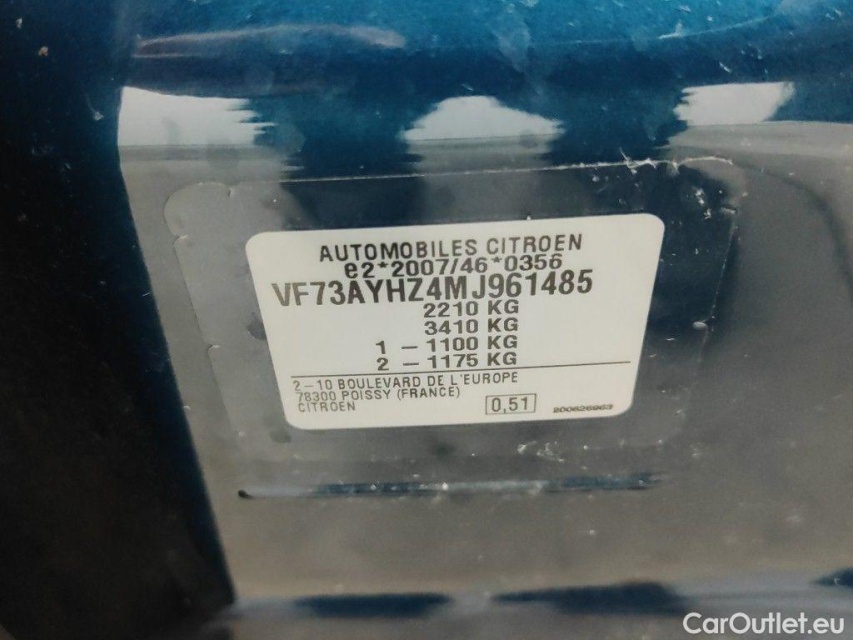 AUTOMOBILES CITROEN
e2*2007/46*0356
VF73AYHZ4MJ961485
2210 KG
3410 KG
1 - 1100 KG
2 - 1175 KG
2-10 BOULEVARD DE L'EUROPE
78300 POISSY (FRANCE)
CITROEN
0,51
200626963
CarOutlet.eu